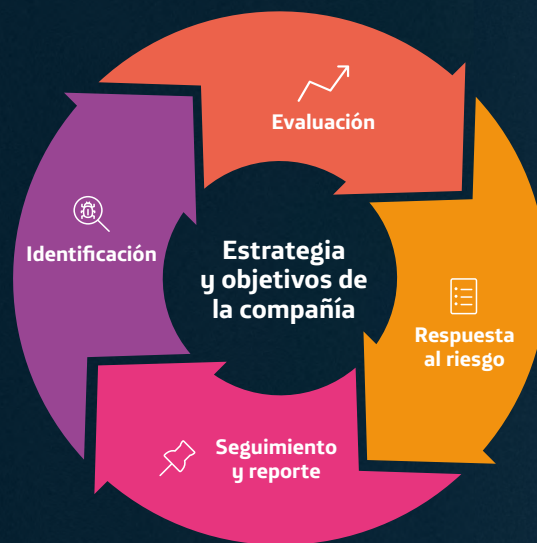 Evaluación
Identificación
Estrategia
y objetivos de
la compañía
Respuesta
al riesgo
Seguimiento
y reporte